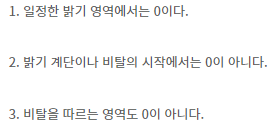 1. 일정한 밝기 영역에서는 0이다.
2. 밝기 계단이나 비탈의 시작에서는 0이 아니다.
3. 비탈을 따르는 영역도 0이 아니다.